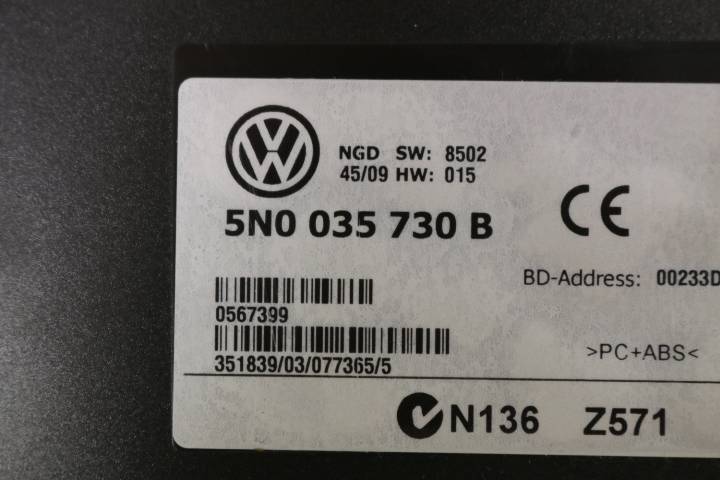 NGD SW: 8502
45/09 HW: 015
5N0 035 730 B
CE
BD-Address: 00233D
0567399
351839/03/077365/5
>PC+ABS<
N136 Z571